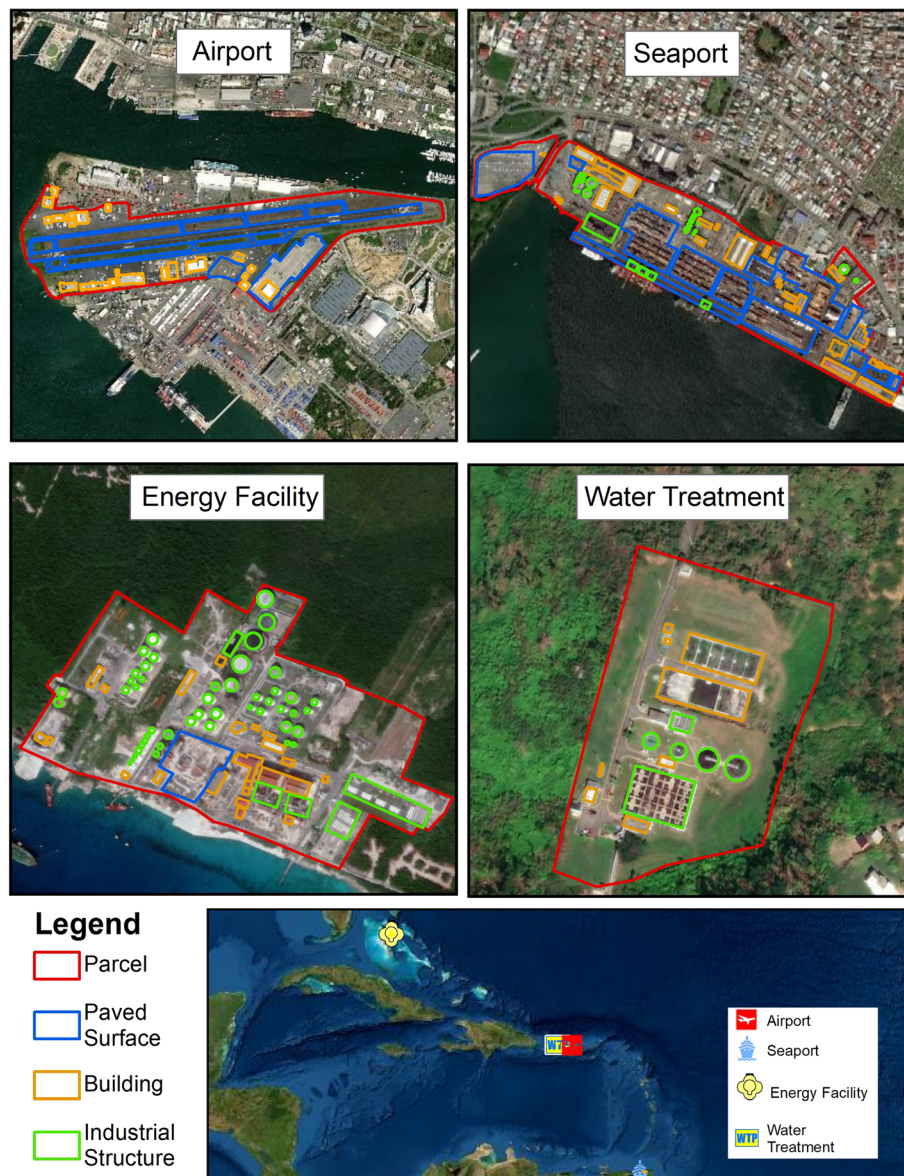 Airport
Seaport
Energy Facility
Water Treatment
Legend
Parcel
Paved
Surface
Building
Industrial
Structure
Airport
Seaport
Energy Facility
WTP
Water
Treatment